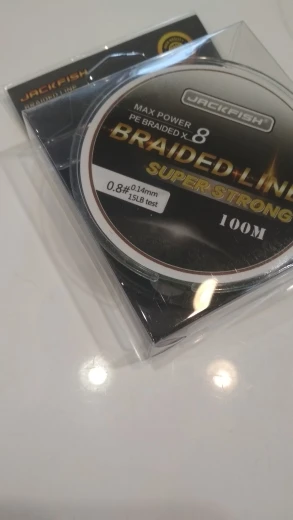 JACKFISH
BRAIDED LINE
JACKFISH
MAX POWER
PE BRAIDED X 8
BRAIDED LINE
SUPER STRONG
0.8# 0.14mm
15LB test
100M